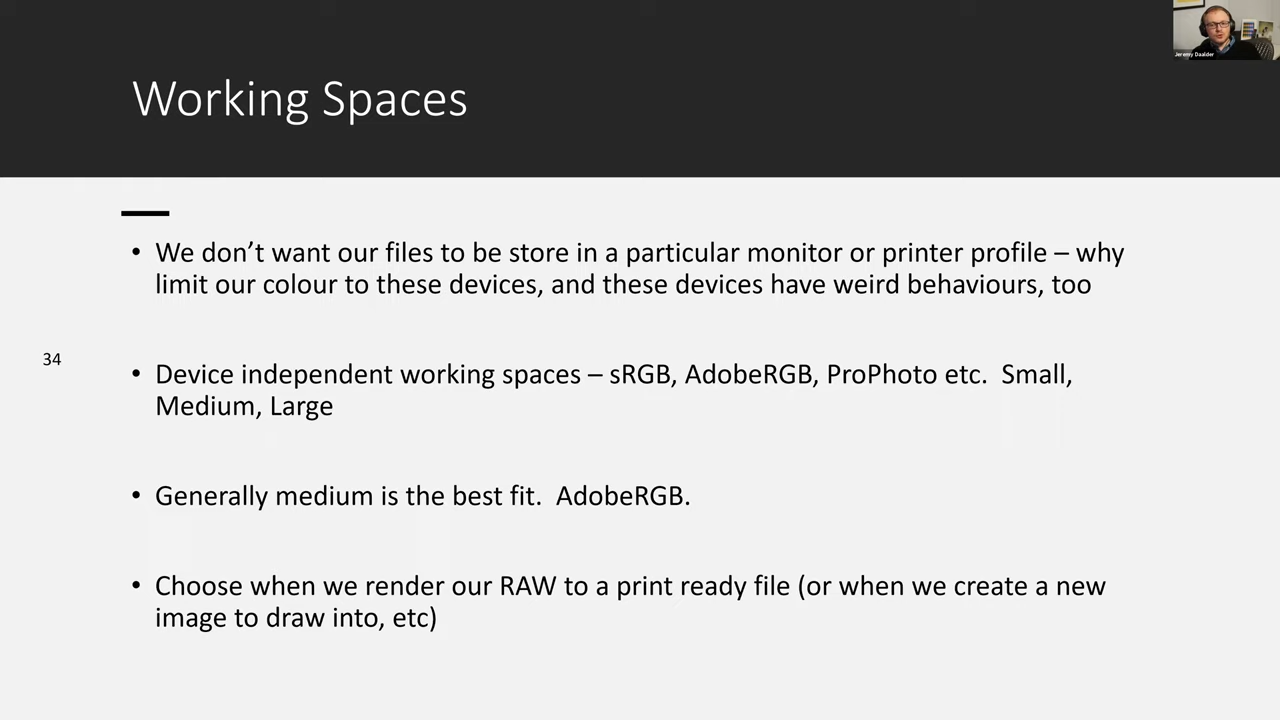 Jeremy Daalder
Working Spaces
• We don’t want our files to be store in a particular monitor or printer profile – why
limit our colour to these devices, and these devices have weird behaviours, too
34
• Device independent working spaces – sRGB, AdobeRGB, ProPhoto etc.  Small,
Medium, Large
• Generally medium is the best fit.  AdobeRGB.
• Choose when we render our RAW to a print ready file (or when we create a new
image to draw into, etc)